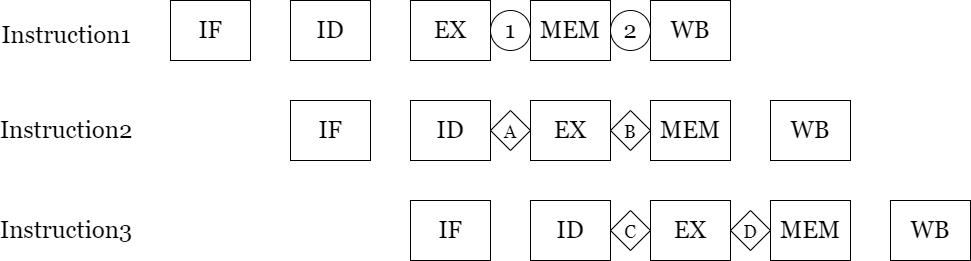 Instruction1 IF ID EX 1 MEM 2 WB
Instruction2 IF ID A EX B MEM WB
Instruction3 IF ID C EX D MEM WB